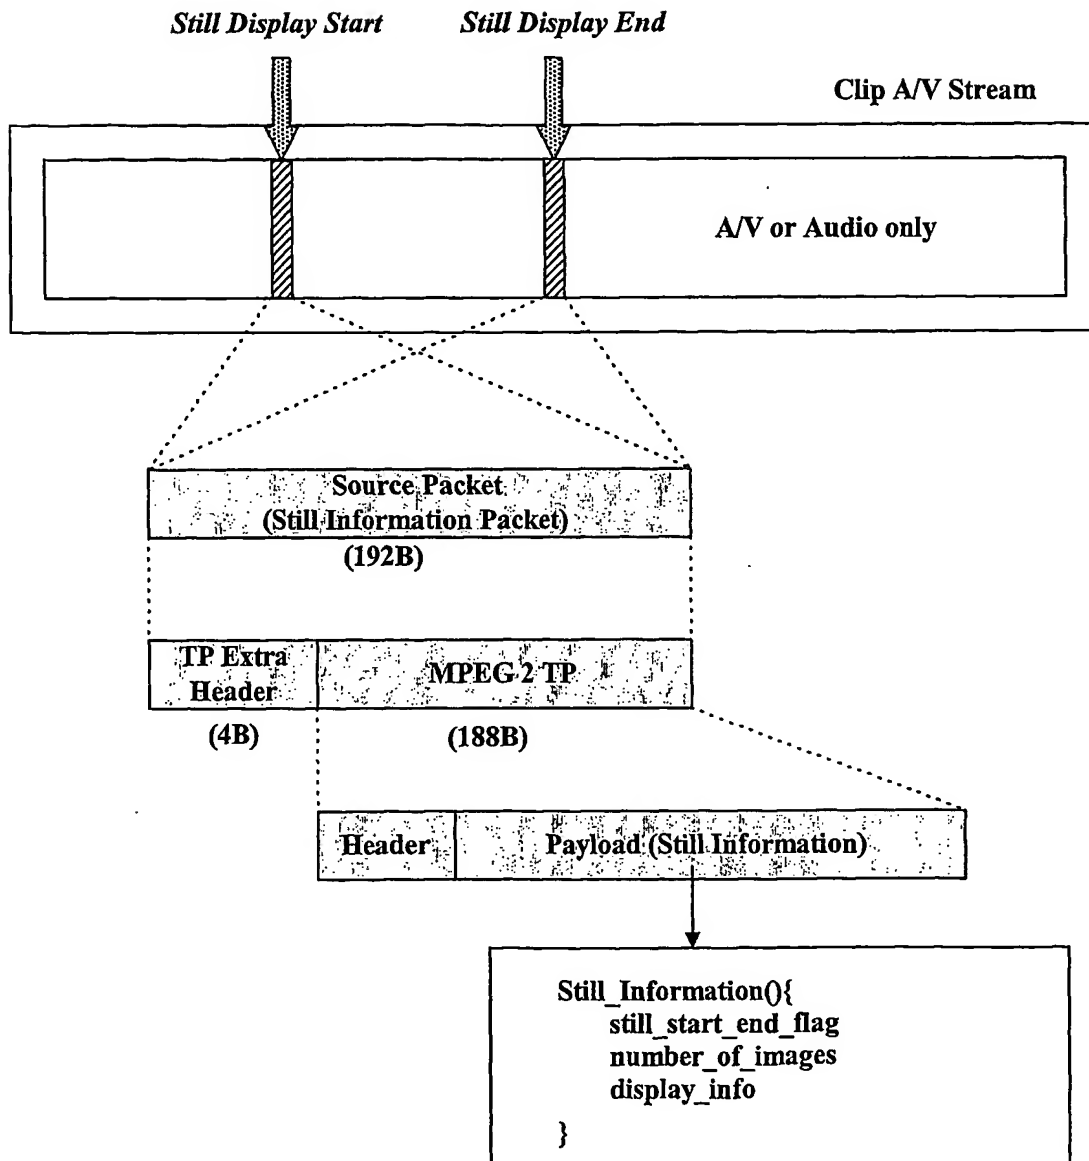 Still Display Start
Still Display End
Clip A/V Stream
A/V or Audio only
Source Packet
(Still Information Packet)
(192B)
TP Extra
Header
MPEG 2 TP
(4B)
(188B)
Header
Payload (Still Information)
Still_Information(){
still_start_end_flag
number_of_images
display_info
}